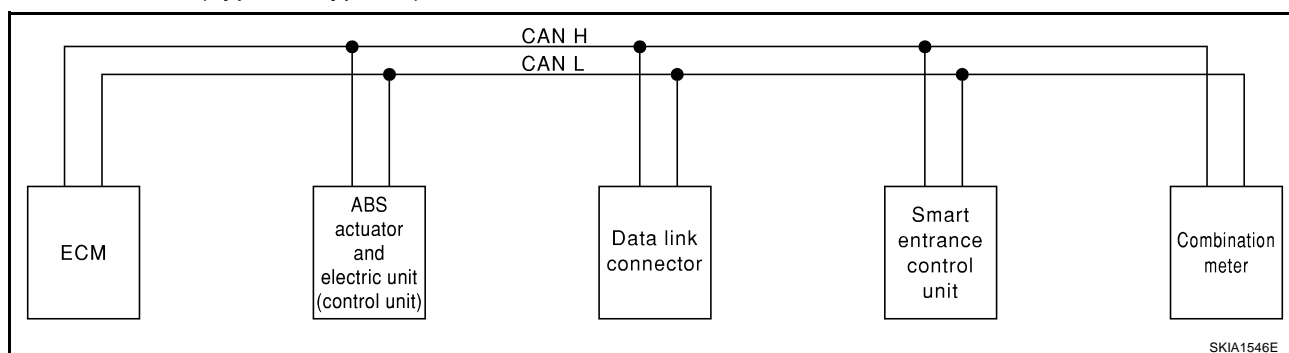 CAN H
CAN L
ECM
ABS
actuator
and
electric unit
(control unit)
Data link
connector
Smart
entrance
control
unit
Combination
meter
SKIA1546E